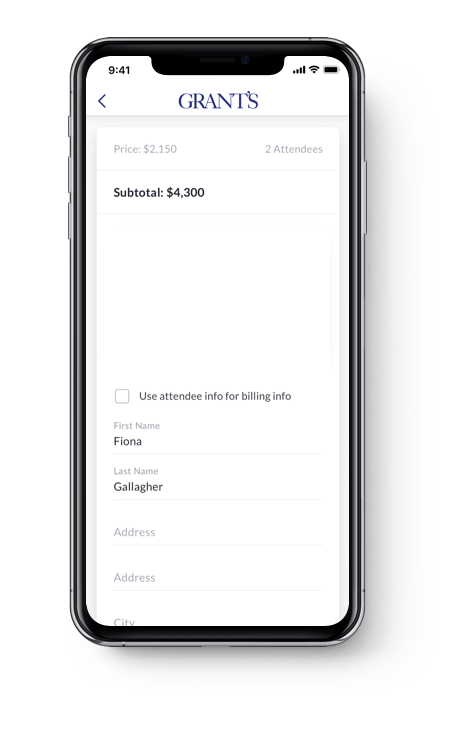 9:41
GRANT'S
Price: $2,150 2 Attendees
Subtotal: $4,300
Use attendee info for billing info
First Name
Fiona
Last Name
Gallagher
Address
Address
City